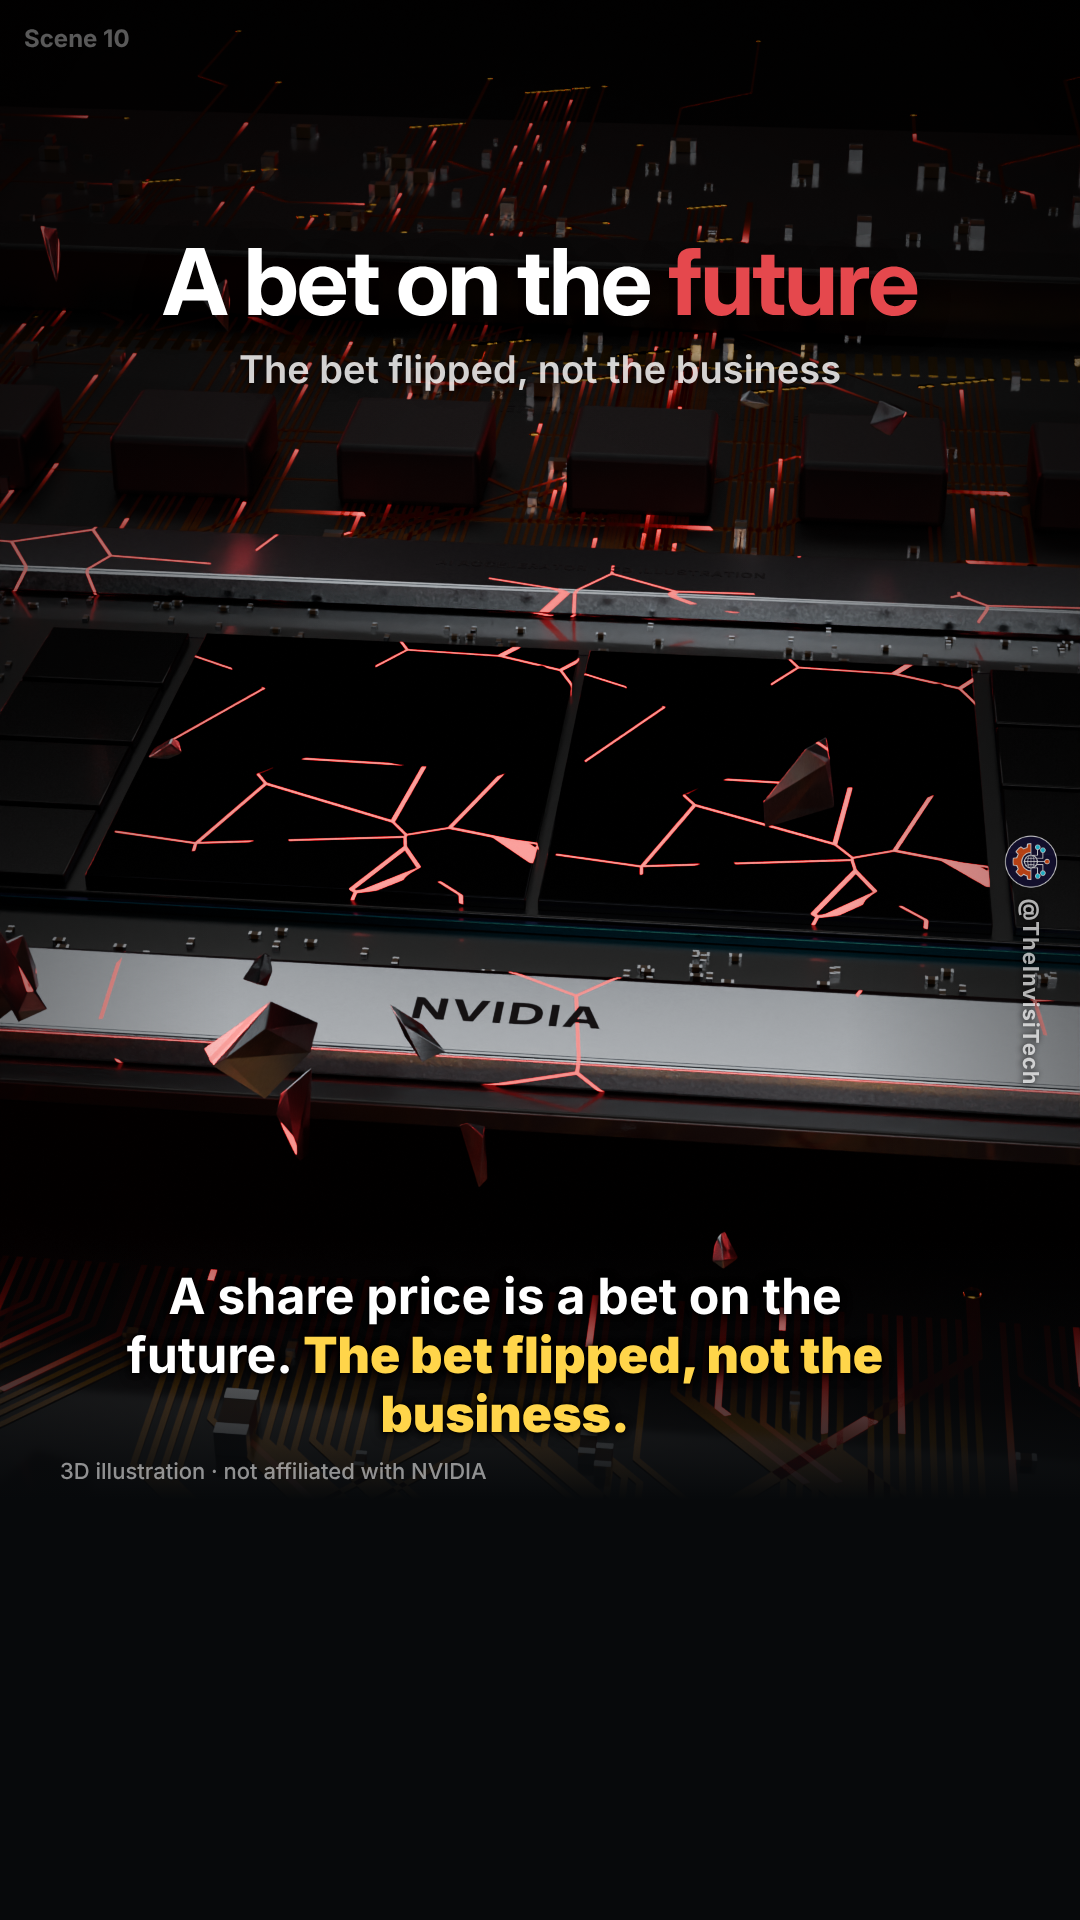 Scene 10
A bet on the future
The bet flipped, not the business
NVIDIA
@TheInvisiTech
A share price is a bet on the
future. The bet flipped, not the
business.
3D illustration · not affiliated with NVIDIA